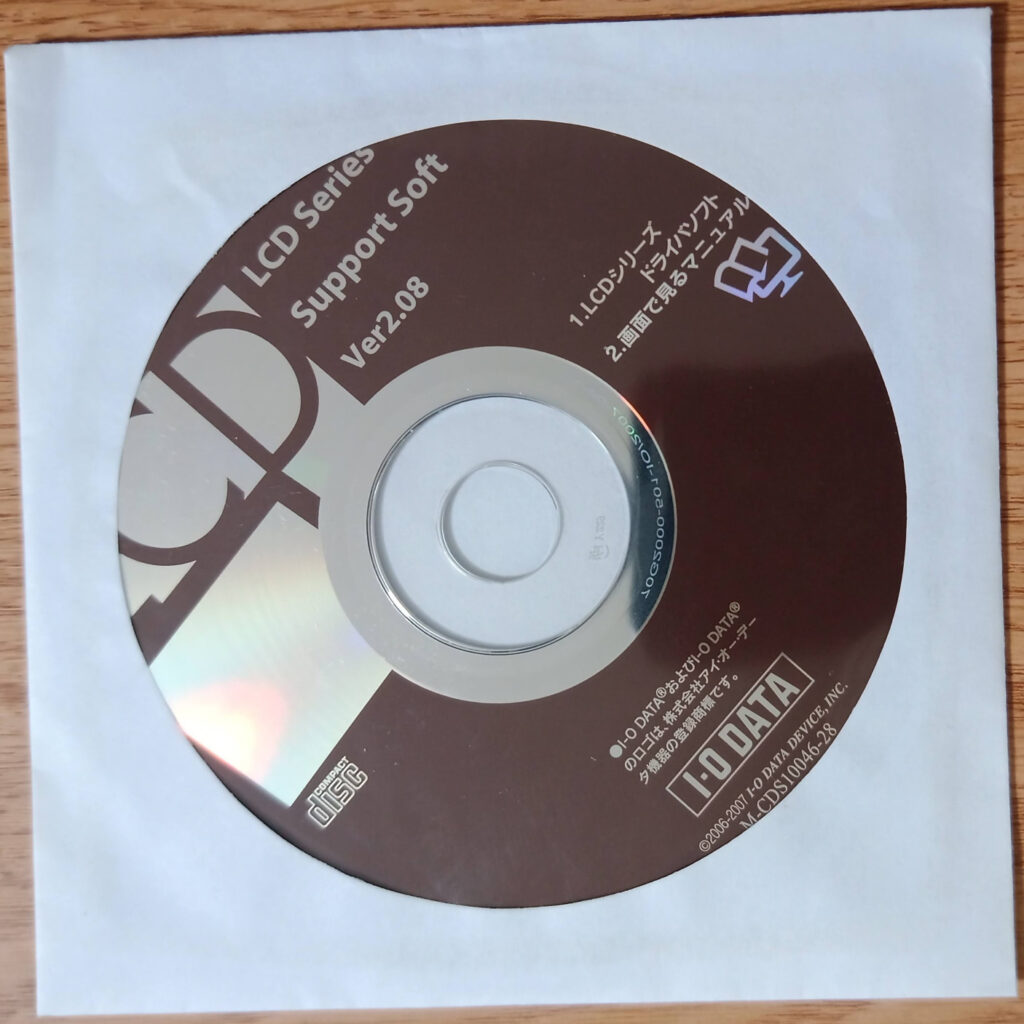 LCD Series
Support Soft
Ver2.08
LCD
1.LCDシリーズ
ドライバソフト
2.画面で見るマニュアル
COMPACT
disc
●I-O DATA®およびI-O DATA®
のロゴは、株式会社アイ・オー・デー
タ機器の登録商標です。
I-O DATA
©2006-2007 I-O DATA DEVICE, INC.
M-CDS10046-28